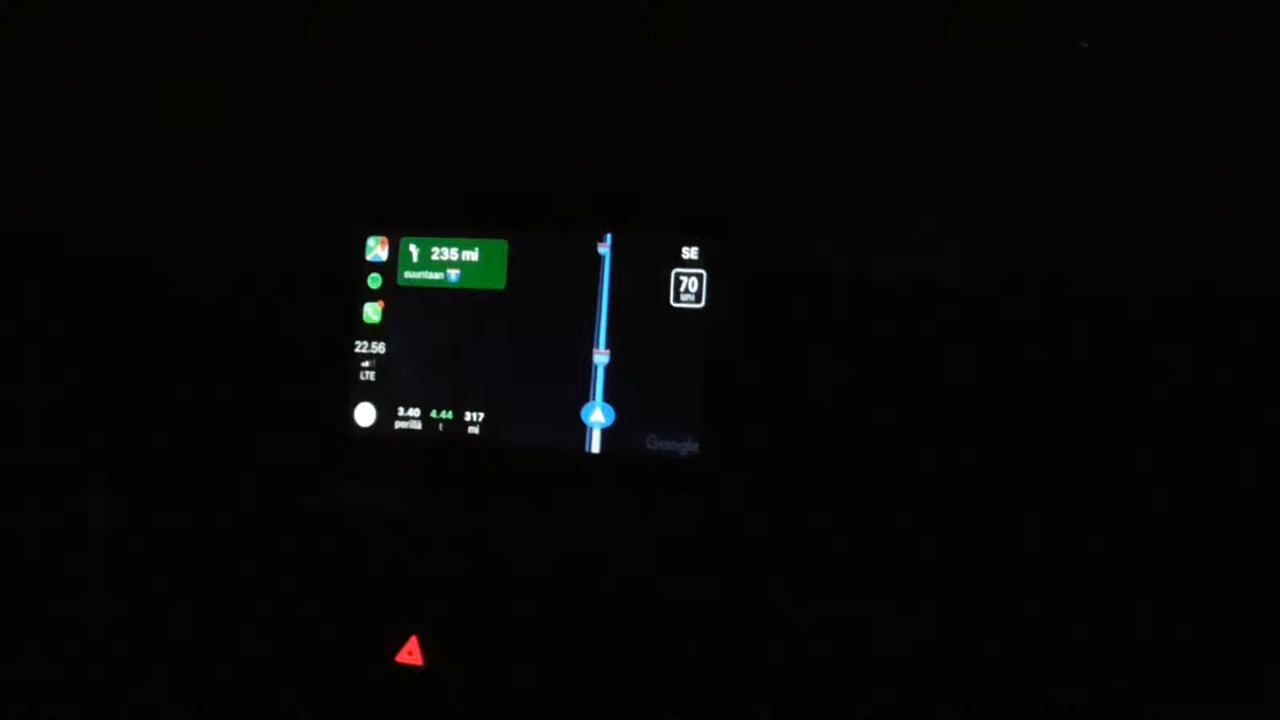 235 mi
suuntaan
SE
70
22.56
LTE
3.40 4.44 317
perillä t mi
Google